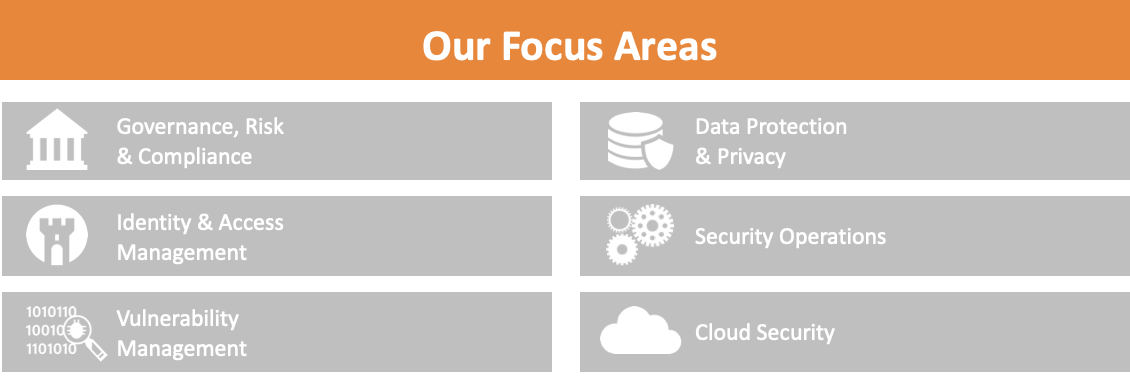 Our Focus Areas
Governance, Risk
& Compliance
Data Protection
& Privacy
Identity & Access
Management
Security Operations
1010110
10010
1101010
Vulnerability
Management
Cloud Security